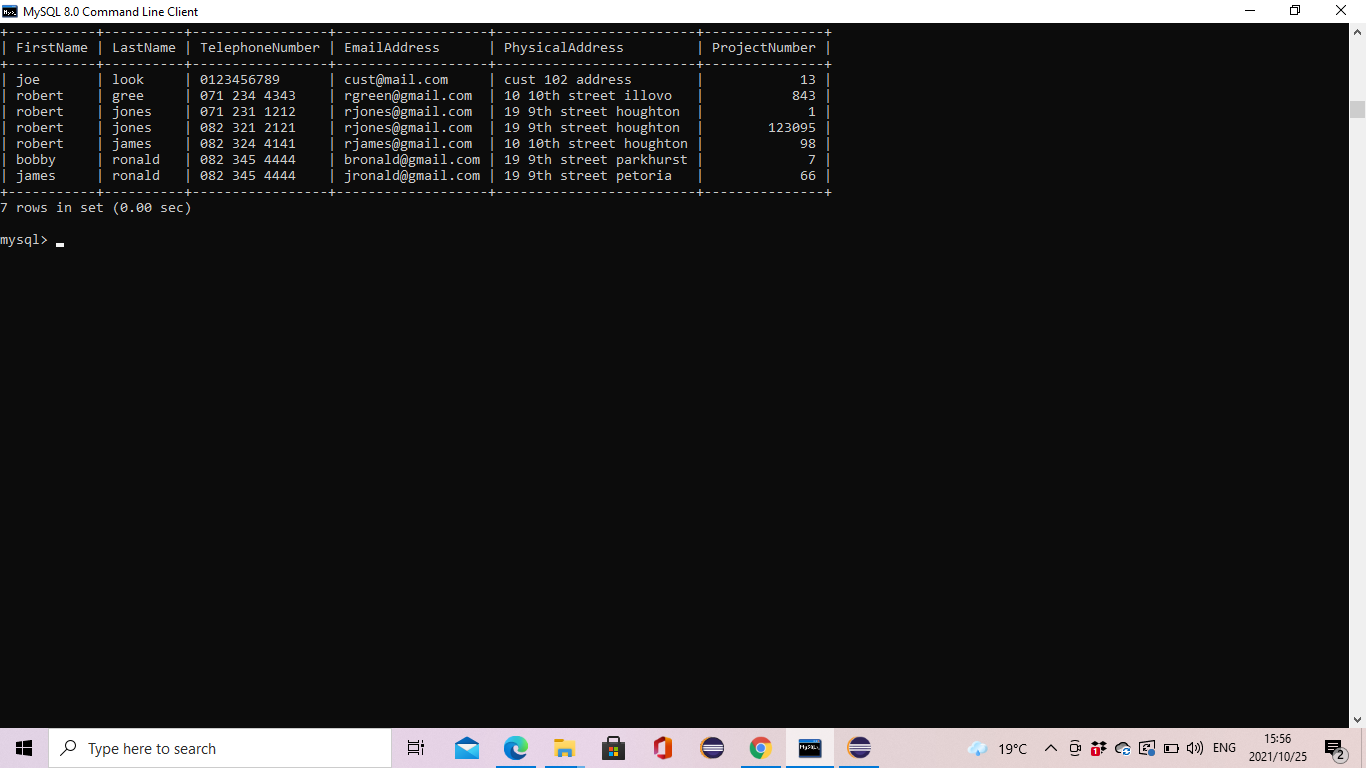 MySQL 8.0 Command Line Client
+-----------+----------+-----------------+-------------------+-------------------------+---------------+
| FirstName | LastName | TelephoneNumber | EmailAddress      | PhysicalAddress         | ProjectNumber |
+-----------+----------+-----------------+-------------------+-------------------------+---------------+
| joe       | look     | 0123456789      | cust@mail.com     | cust 102 address        |            13 |
| robert    | gree     | 071 234 4343    | rgreen@gmail.com  | 10 10th street illovo   |           843 |
| robert    | jones    | 071 231 1212    | rjones@gmail.com  | 19 9th street houghton  |             1 |
| robert    | jones    | 082 321 2121    | rjones@gmail.com  | 19 9th street houghton  |        123095 |
| robert    | james    | 082 324 4141    | rjames@gmail.com  | 10 10th street houghton |            98 |
| bobby     | ronald   | 082 345 4444    | bronald@gmail.com | 19 9th street parkhurst |             7 |
| james     | ronald   | 082 345 4444    | jronald@gmail.com | 19 9th street petoria   |            66 |
+-----------+----------+-----------------+-------------------+-------------------------+---------------+
7 rows in set (0.00 sec)
mysql>
Type here to search
19°C
ENG
15:56
2021/10/25
2